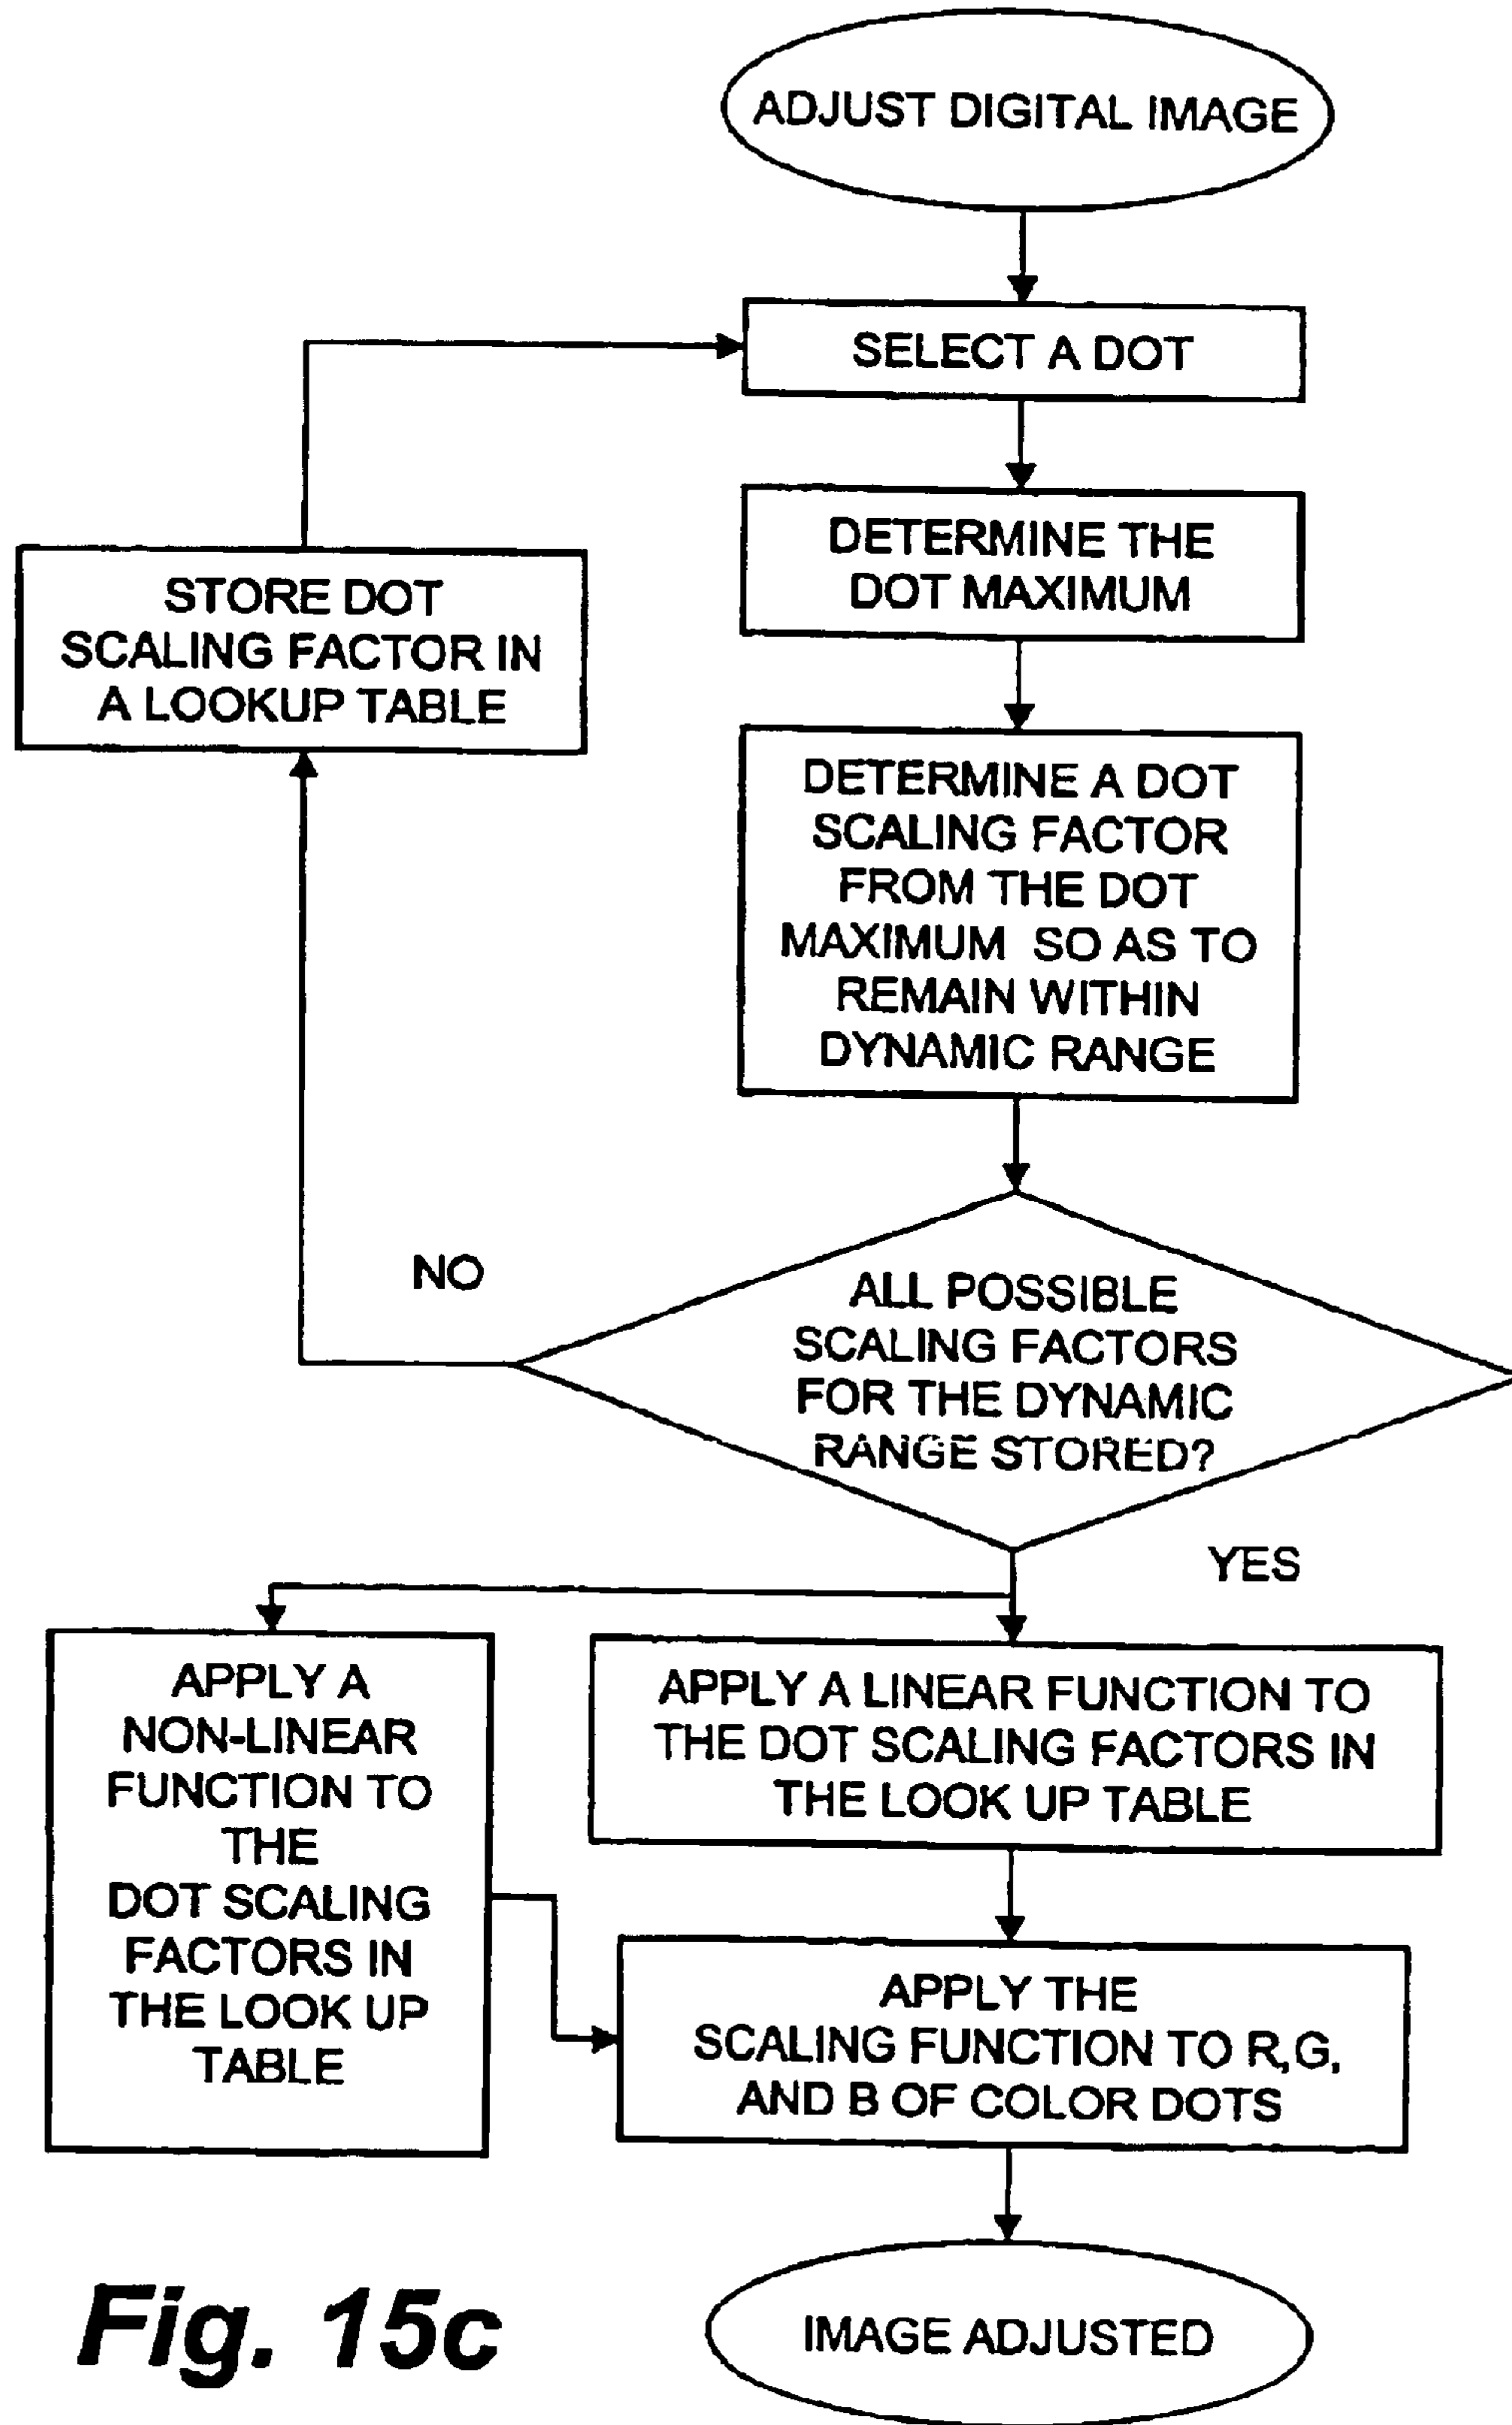 ADJUST DIGITAL IMAGE
SELECT A DOT
DETERMINE THE
DOT MAXIMUM
STORE DOT
SCALING FACTOR IN
A LOOKUP TABLE
DETERMINE A DOT
SCALING FACTOR
FROM THE DOT
MAXIMUM SO AS TO
REMAIN WITHIN
DYNAMIC RANGE
NO
ALL POSSIBLE
SCALING FACTORS
FOR THE DYNAMIC
RANGE STORED?
YES
APPLY A
NON-LINEAR
FUNCTION TO
THE
DOT SCALING
FACTORS IN
THE LOOK UP
TABLE
APPLY A LINEAR FUNCTION TO
THE DOT SCALING FACTORS IN
THE LOOK UP TABLE
APPLY THE
SCALING FUNCTION TO R,G,
AND B OF COLOR DOTS
IMAGE ADJUSTED
Fig. 15c